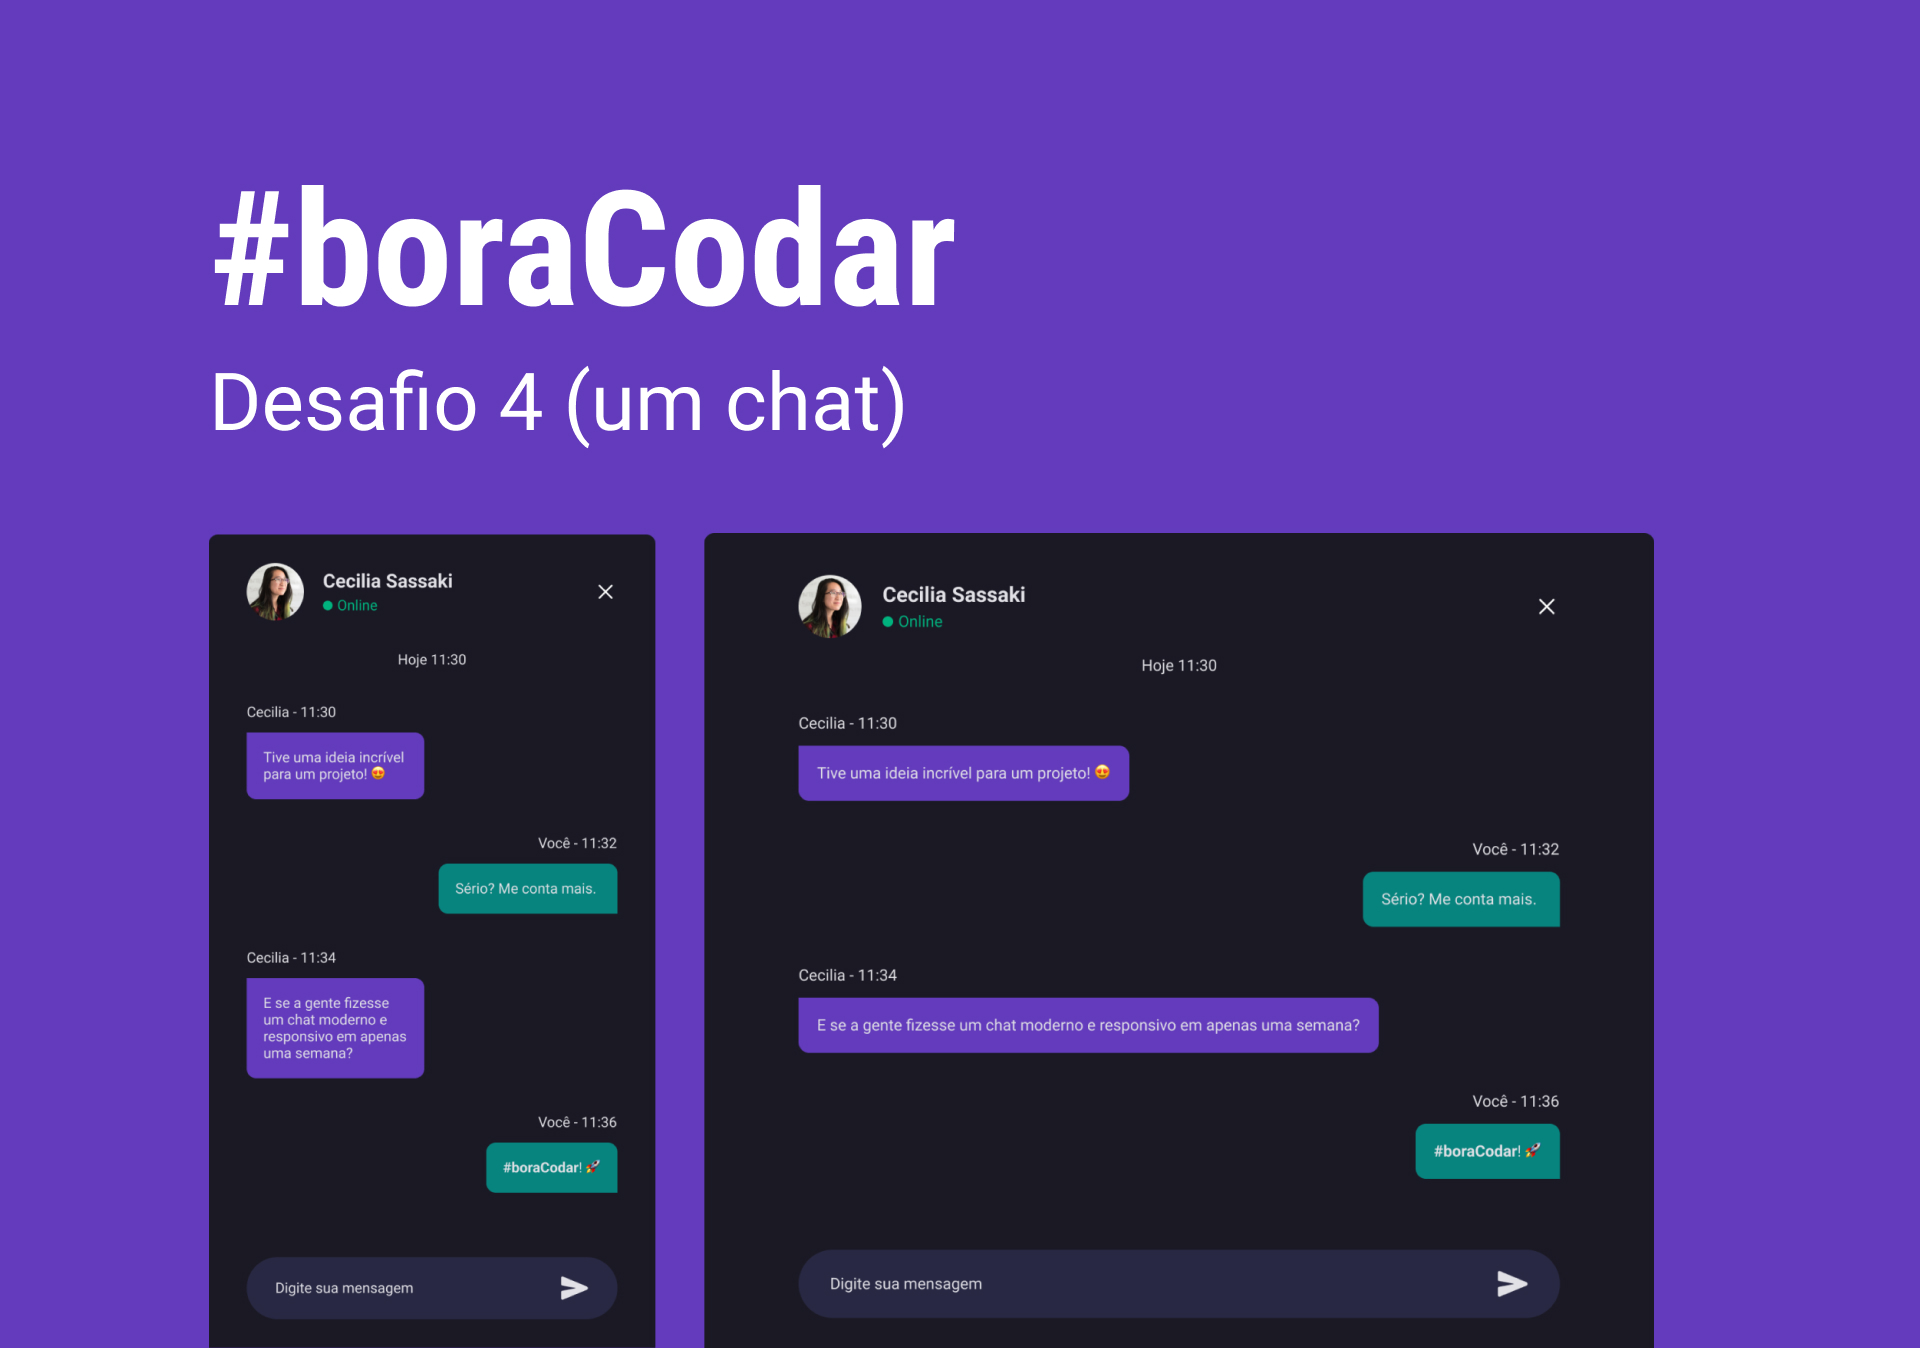 #boraCodar
Desafio 4 (um chat)
Cecilia Sassaki
Online
Hoje 11:30
Cecilia - 11:30
Tive uma ideia incrível
para um projeto! 😍
Você - 11:32
Sério? Me conta mais.
Cecilia - 11:34
E se a gente fizesse
um chat moderno e
responsivo em apenas
uma semana?
Você - 11:36
#boraCodar! 🚀
Digite sua mensagem
Cecilia Sassaki
Online
Hoje 11:30
Cecilia - 11:30
Tive uma ideia incrível para um projeto! 😍
Você - 11:32
Sério? Me conta mais.
Cecilia - 11:34
E se a gente fizesse um chat moderno e responsivo em apenas uma semana?
Você - 11:36
#boraCodar! 🚀
Digite sua mensagem